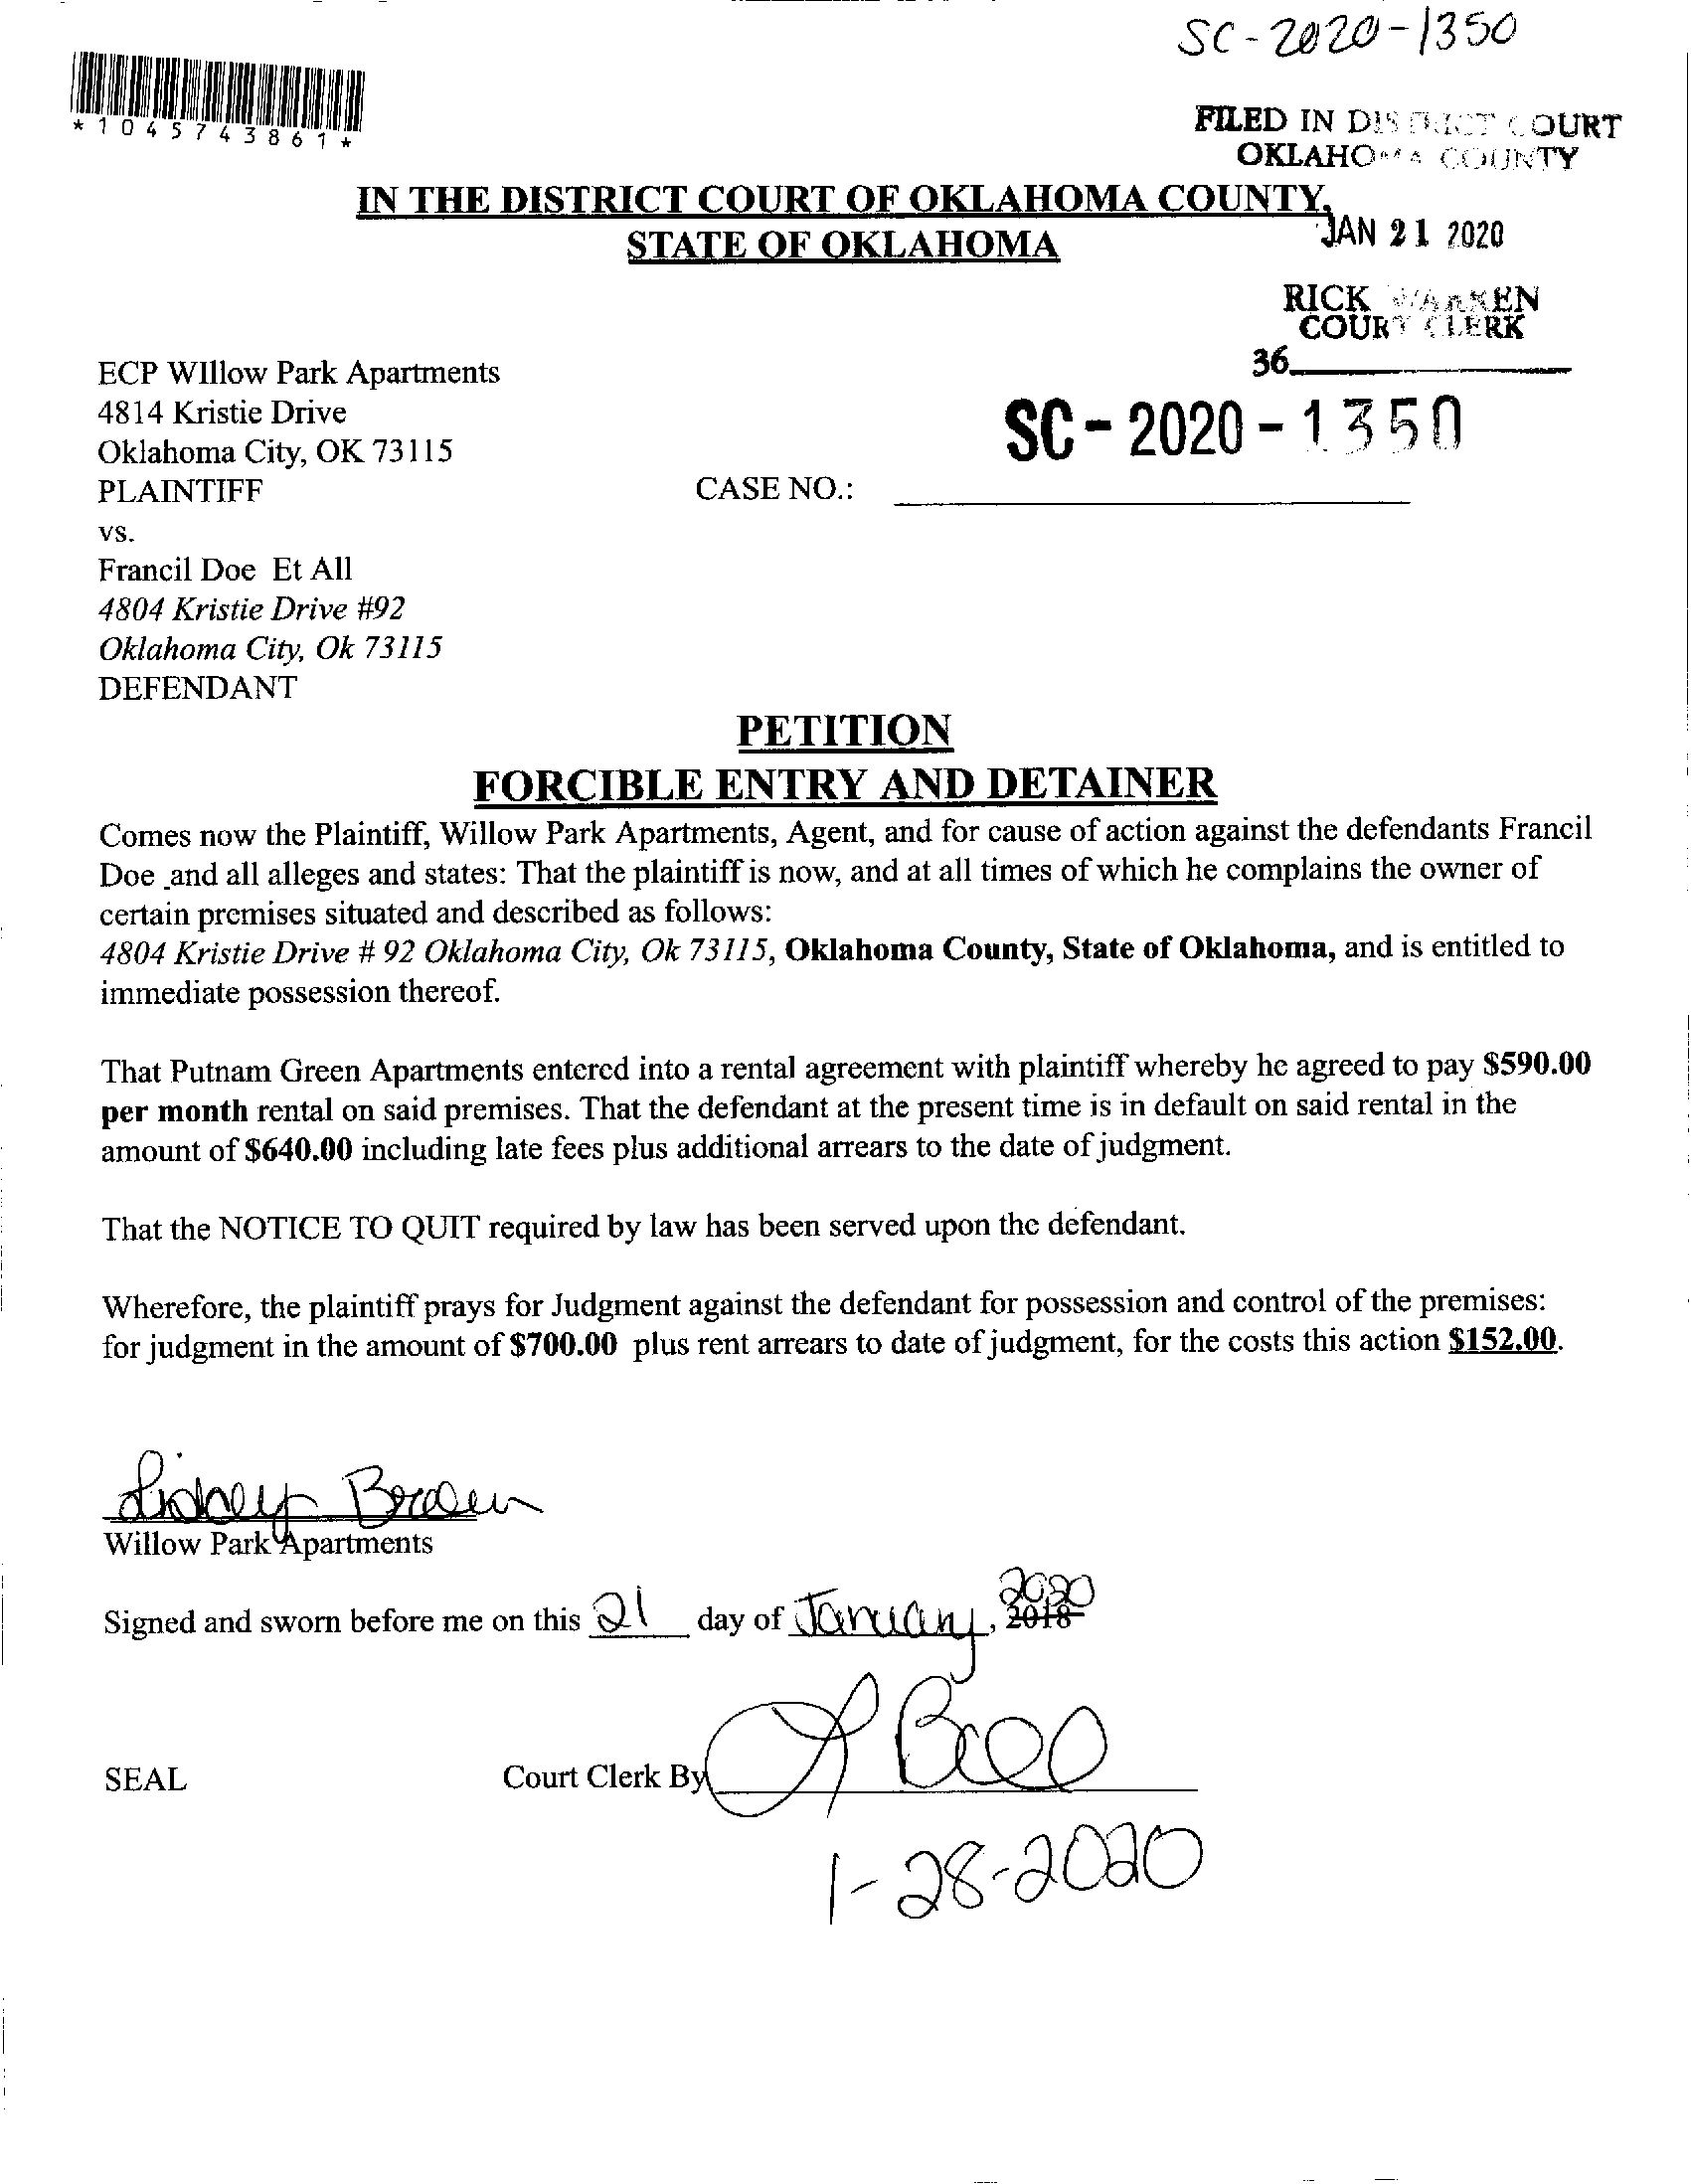 SC-2020-1350
*1045743861*
FILED IN DISTRICT COURT
OKLAHOMA COUNTY
IN THE DISTRICT COURT OF OKLAHOMA COUNTY,
STATE OF OKLAHOMA
JAN 21 2020
RICK WARREN
COURT CLERK
36
ECP WIllow Park Apartments
4814 Kristie Drive
SC-2020-1350
Oklahoma City, OK 73115
PLAINTIFF CASE NO.:
vs.
Francil Doe Et All
4804 Kristie Drive #92
Oklahoma City, Ok 73115
DEFENDANT
PETITION
FORCIBLE ENTRY AND DETAINER
Comes now the Plaintiff, Willow Park Apartments, Agent, and for cause of action against the defendants Francil
Doe _and all alleges and states: That the plaintiff is now, and at all times of which he complains the owner of
certain premises situated and described as follows:
4804 Kristie Drive # 92 Oklahoma City, Ok 73115, Oklahoma County, State of Oklahoma, and is entitled to
immediate possession thereof.
That Putnam Green Apartments entered into a rental agreement with plaintiff whereby he agreed to pay $590.00
per month rental on said premises. That the defendant at the present time is in default on said rental in the
amount of $640.00 including late fees plus additional arrears to the date of judgment.
That the NOTICE TO QUIT required by law has been served upon the defendant.
Wherefore, the plaintiff prays for Judgment against the defendant for possession and control of the premises:
for judgment in the amount of $700.00 plus rent arrears to date of judgment, for the costs this action $152.00.
Willow Park Apartments
2020
Signed and sworn before me on this 21 day of January, 2018
SEAL Court Clerk By
1-28-2020